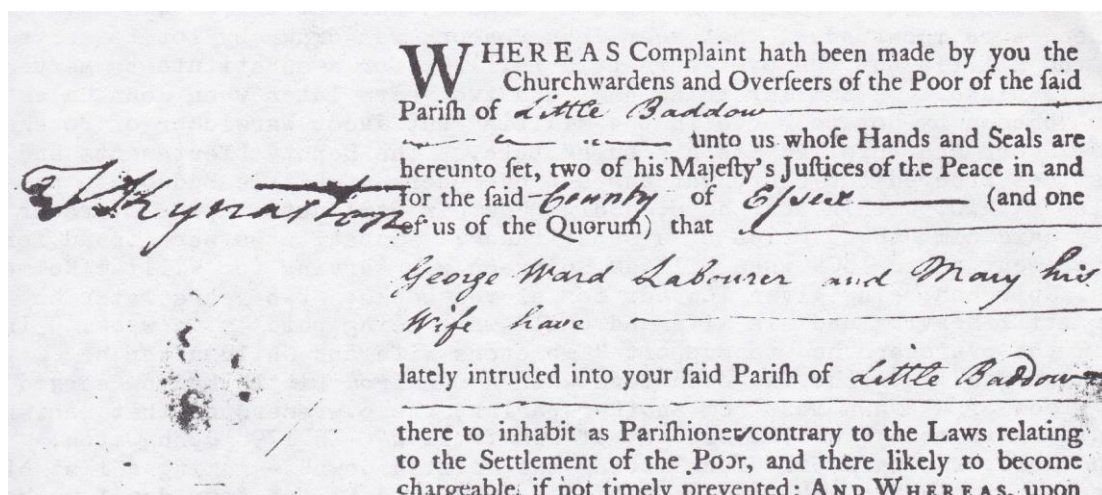 WHEREAS Complaint hath been made by you the
Churchwardens and Overseers of the Poor of the ſaid
Pariſh of Little Baddow
unto us whoſe Hands and Seals are
hereunto ſet, two of his Majeſty's Juſtices of the Peace in and
for the ſaid County of Eſsex (and one
of us of the Quorum) that
J Kynaston
George Ward Labourer and Mary his
Wife have
lately intruded into your ſaid Pariſh of Little Baddow
there to inhabit as Pariſhioners contrary to the Laws relating
to the Settlement of the Poor, and there likely to become
chargeable, if not timely prevented: AND WHEREAS, upon